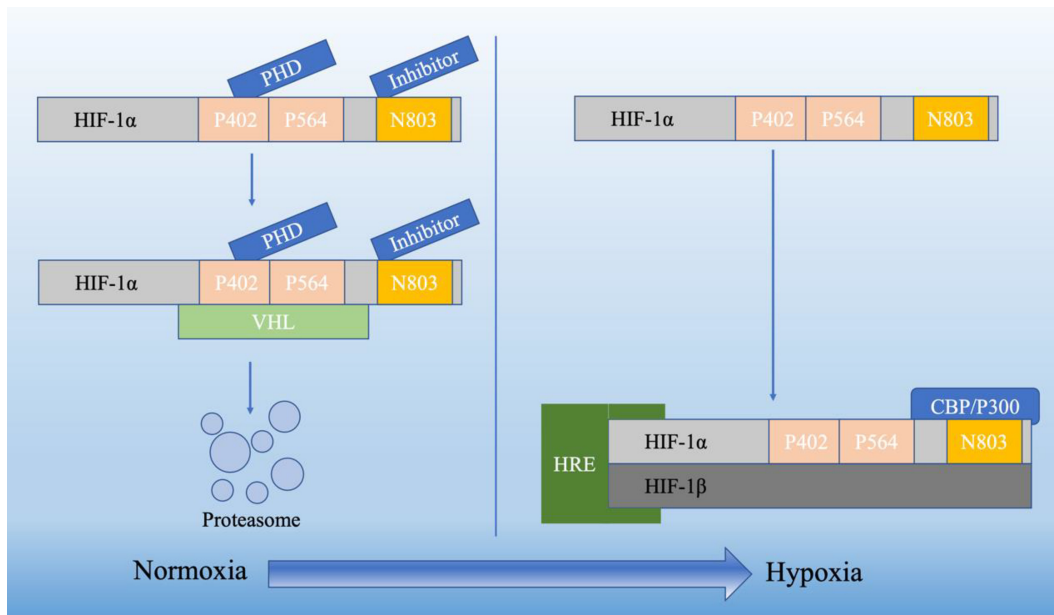 PHD
Inhibitor
HIF-1α
P402
P564
N803
PHD
Inhibitor
HIF-1α
P402
P564
N803
VHL
Proteasome
HIF-1α
P402
P564
N803
CBP/P300
HRE
HIF-1α
P402
P564
N803
HIF-1β
Normoxia
Hypoxia